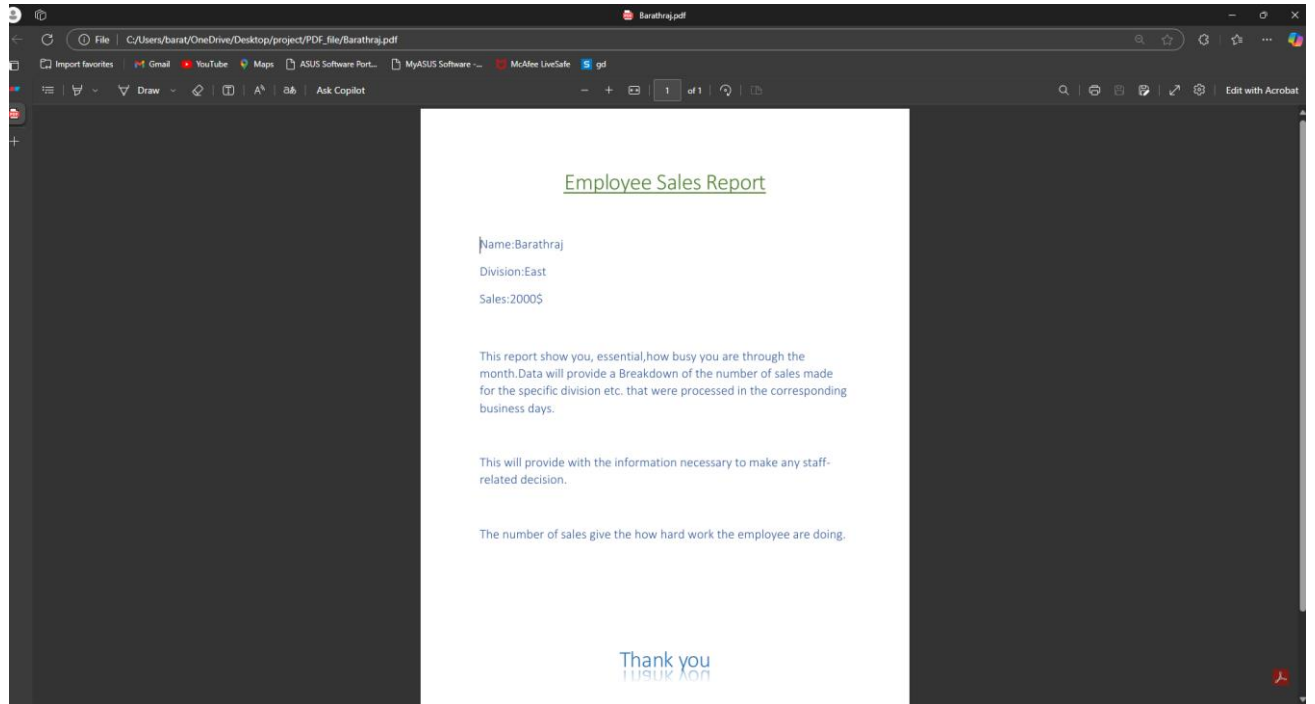 Barathraj.pdf
File C:/Users/barat/OneDrive/Desktop/project/PDF_file/Barathraj.pdf
Import favorites Gmail YouTube Maps ASUS Software Port... MyASUS Software -... McAfee LiveSafe gd
Draw Ask Copilot 1 of 1 Edit with Acrobat
Employee Sales Report
Name:Barathraj
Division:East
Sales:2000$
This report show you, essential,how busy you are through the
month.Data will provide a Breakdown of the number of sales made
for the specific division etc. that were processed in the corresponding
business days.
This will provide with the information necessary to make any staff-
related decision.
The number of sales give the how hard work the employee are doing.
Thank you